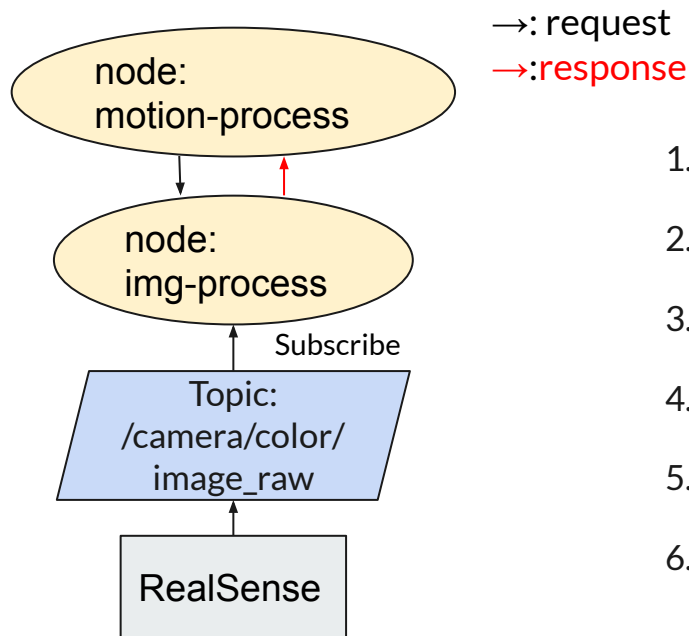 →: request
→:response
node:
motion-process
node:
img-process
Subscribe
Topic:
/camera/color/
image_raw
RealSense
1.
2.
3.
4.
5.
6.